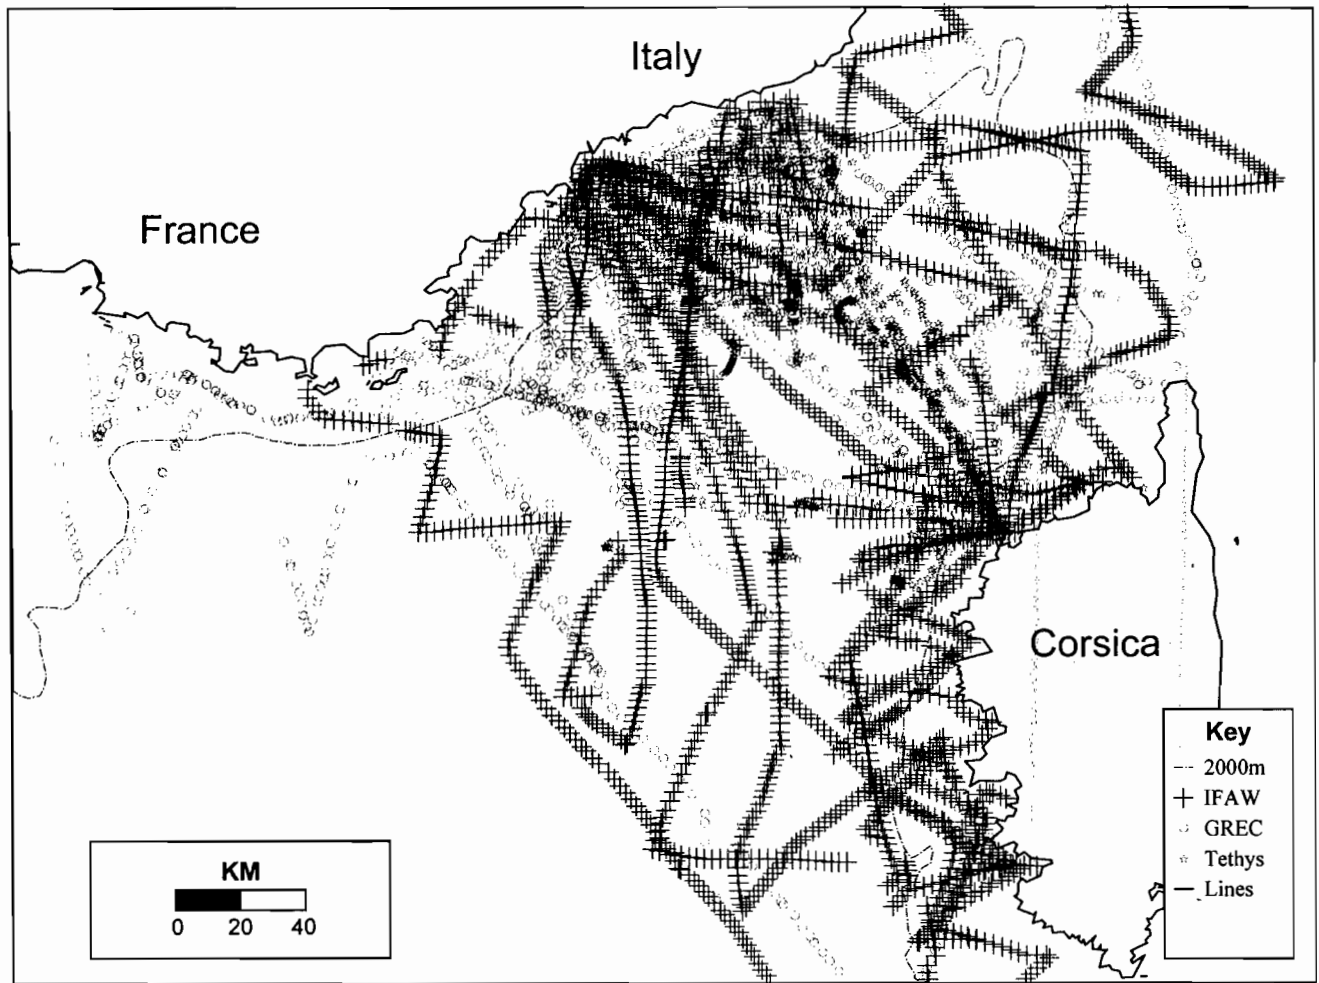 Italy
France
Corsica
Key
2000m
IFAW
GREC
Tethys
Lines
KM
0 20 40